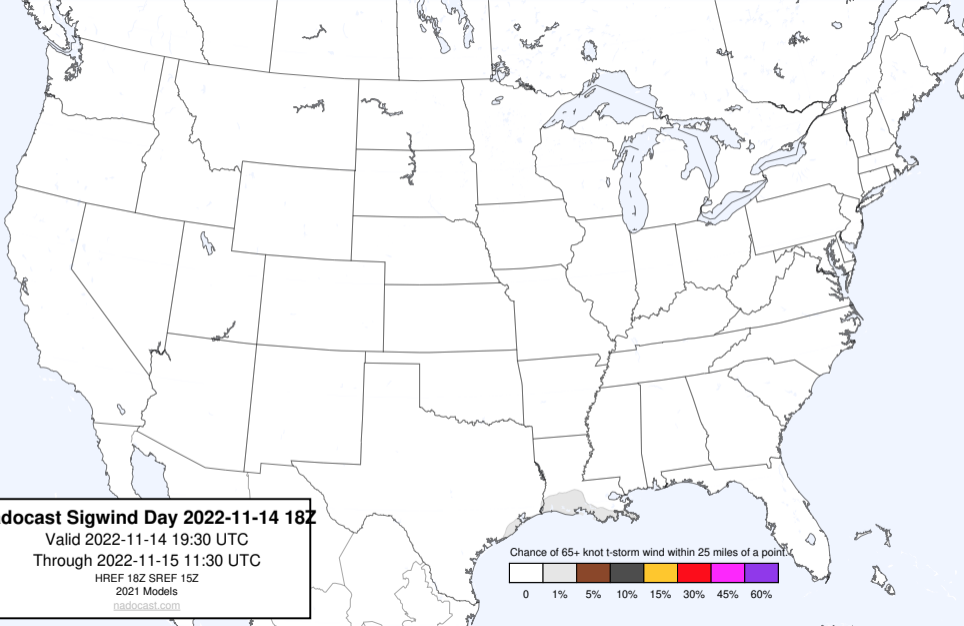 adocast Sigwind Day 2022-11-14 18Z
Valid 2022-11-14 19:30 UTC
Through 2022-11-15 11:30 UTC
HREF 18Z SREF 15Z
2021 Models
nadocast.com
Chance of 65+ knot t-storm wind within 25 miles of a point.
0 1% 5% 10% 15% 30% 45% 60%